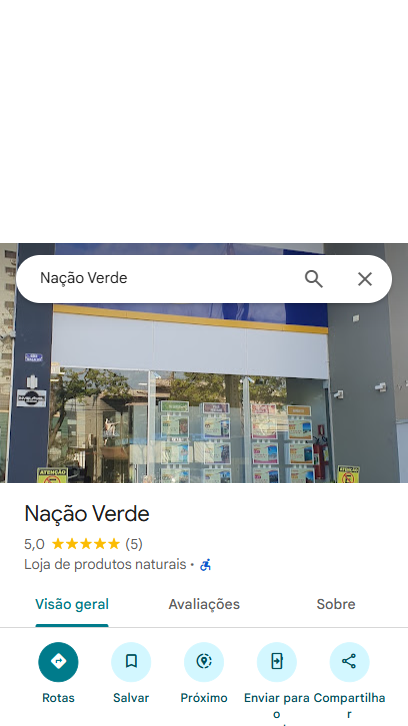 Nação Verde
ATENÇÃO
ATENÇÃO
Nação Verde
5,0 (5)
Loja de produtos naturais ·
Visão geral
Avaliações
Sobre
Rotas
Salvar
Próximo
Enviar para
o
Compartilha
r